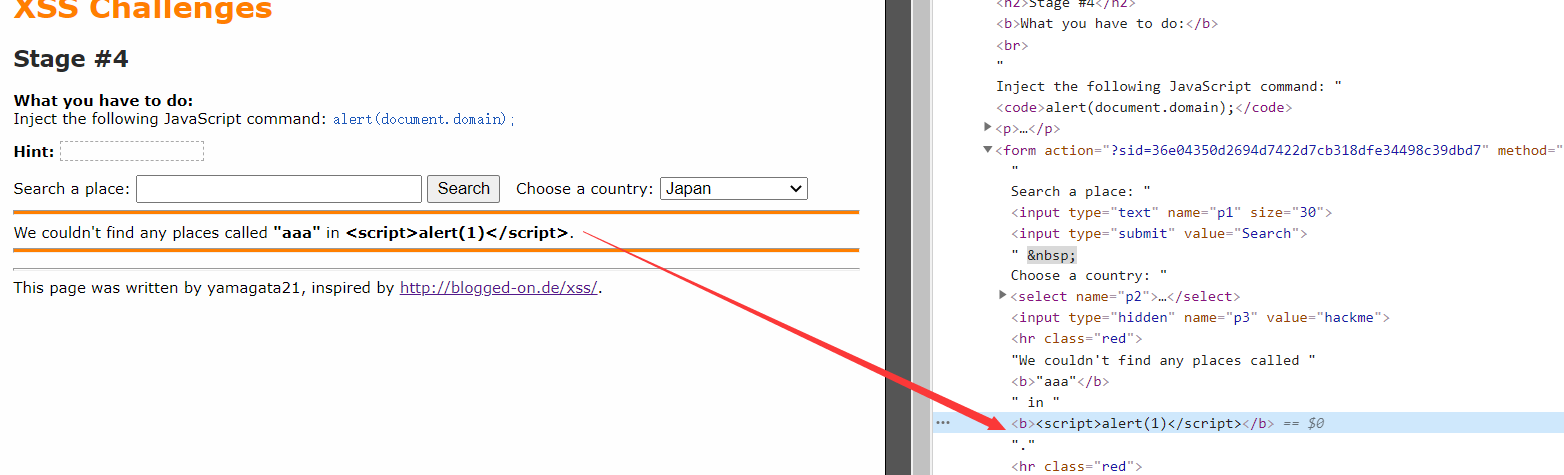 XSS Challenges
Stage #4
What you have to do:
Inject the following JavaScript command: alert(document.domain);
Hint:
Search a place: Search Choose a country: Japan
We couldn't find any places called "aaa" in <script>alert(1)</script>.
This page was written by yamagata21, inspired by http://blogged-on.de/xss/.
<h2>Stage #4</h2>
<b>What you have to do:</b>
<br>
"
Inject the following JavaScript command: "
<code>alert(document.domain);</code>
<p>…</p>
<form action="?sid=36e04350d2694d7422d7cb318dfe34498c39dbd7" method="
"
Search a place: "
<input type="text" name="p1" size="30">
<input type="submit" value="Search">
" &nbsp;
Choose a country: "
<select name="p2">…</select>
<input type="hidden" name="p3" value="hackme">
<hr class="red">
"We couldn't find any places called "
<b>"aaa"</b>
" in "
… <b><script>alert(1)</script></b> == $0
"."
<hr class="red">